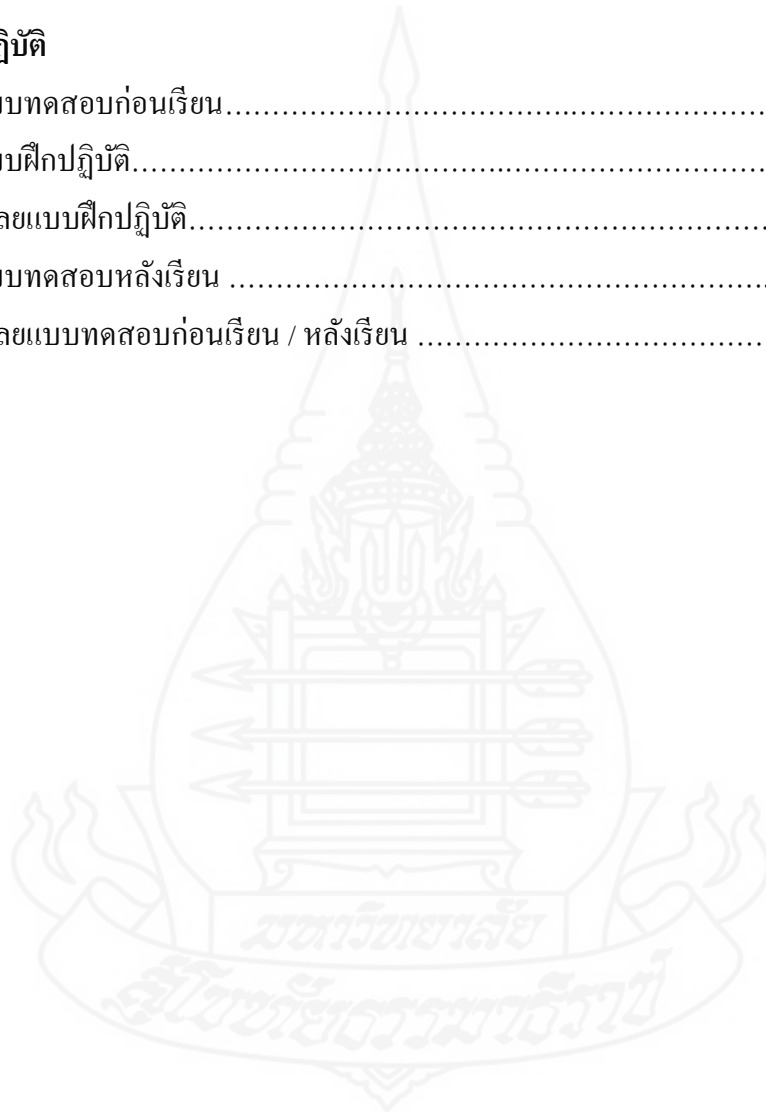 ฏิบัติ
บบทดสอบก่อนเรียน……………………………………..…………………
บบฝึกปฏิบัติ………………………………………..……………………
ลยแบบฝึกปฏิบัติ………………………………………………………
บบทดสอบหลังเรียน …………………………………………………..
ลยแบบทดสอบก่อนเรียน / หลังเรียน ………………………………
มหาวิทยาลัย
สุโขทัยธรรมาธิราช